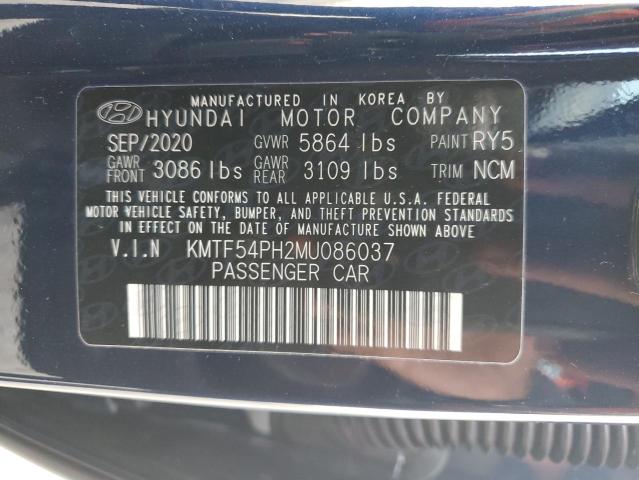 MANUFACTURED IN KOREA BY
HYUNDAI MOTOR COMPANY
SEP/2020 GVWR 5864 lbs PAINT RY5
GAWR FRONT 3086 lbs GAWR REAR 3109 lbs TRIM NCM
THIS VEHICLE CONFORMS TO ALL APPLICABLE U.S.A. FEDERAL
MOTOR VEHICLE SAFETY, BUMPER, AND THEFT PREVENTION STANDARDS
IN EFFECT ON THE DATE OF MANUFACTURE SHOWN ABOVE.
V.I.N KMTF54PH2MU086037
PASSENGER CAR